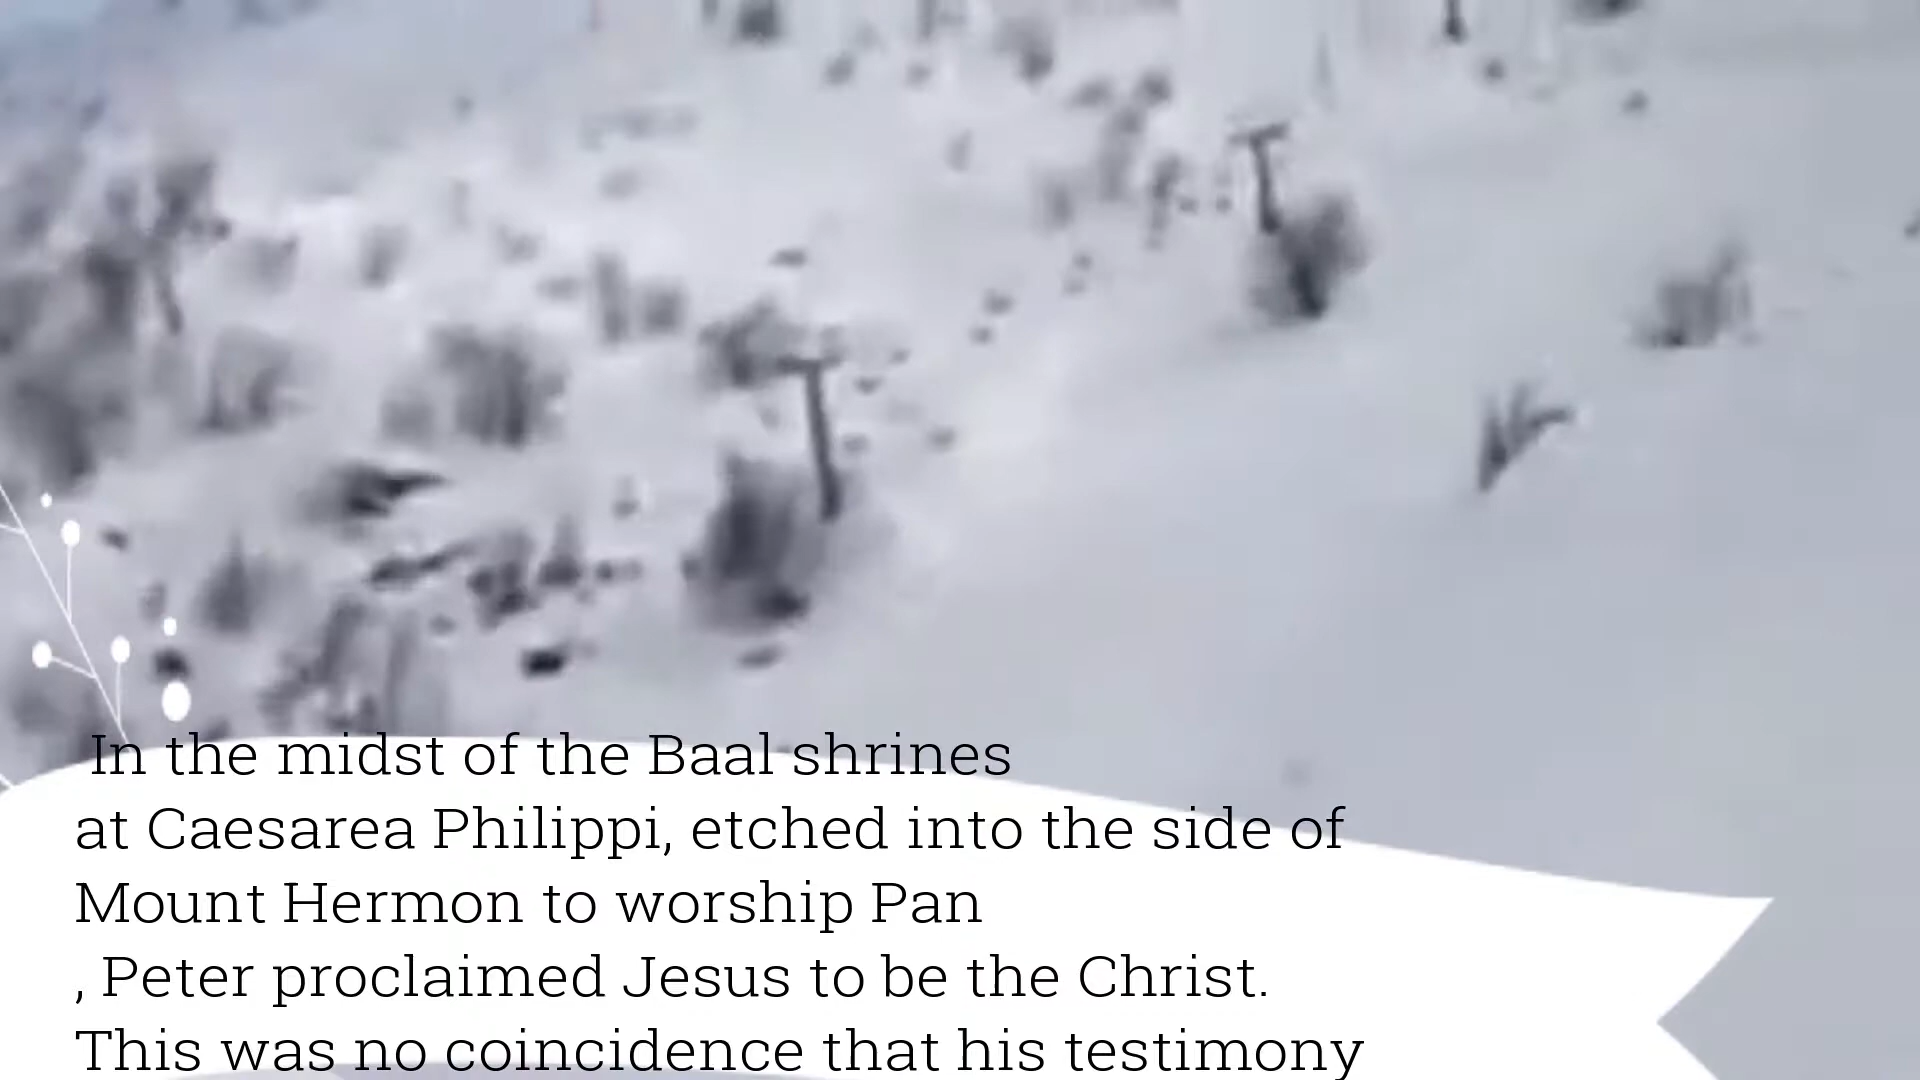 In the midst of the Baal shrines
at Caesarea Philippi, etched into the side of
Mount Hermon to worship Pan
, Peter proclaimed Jesus to be the Christ.
This was no coincidence that his testimony